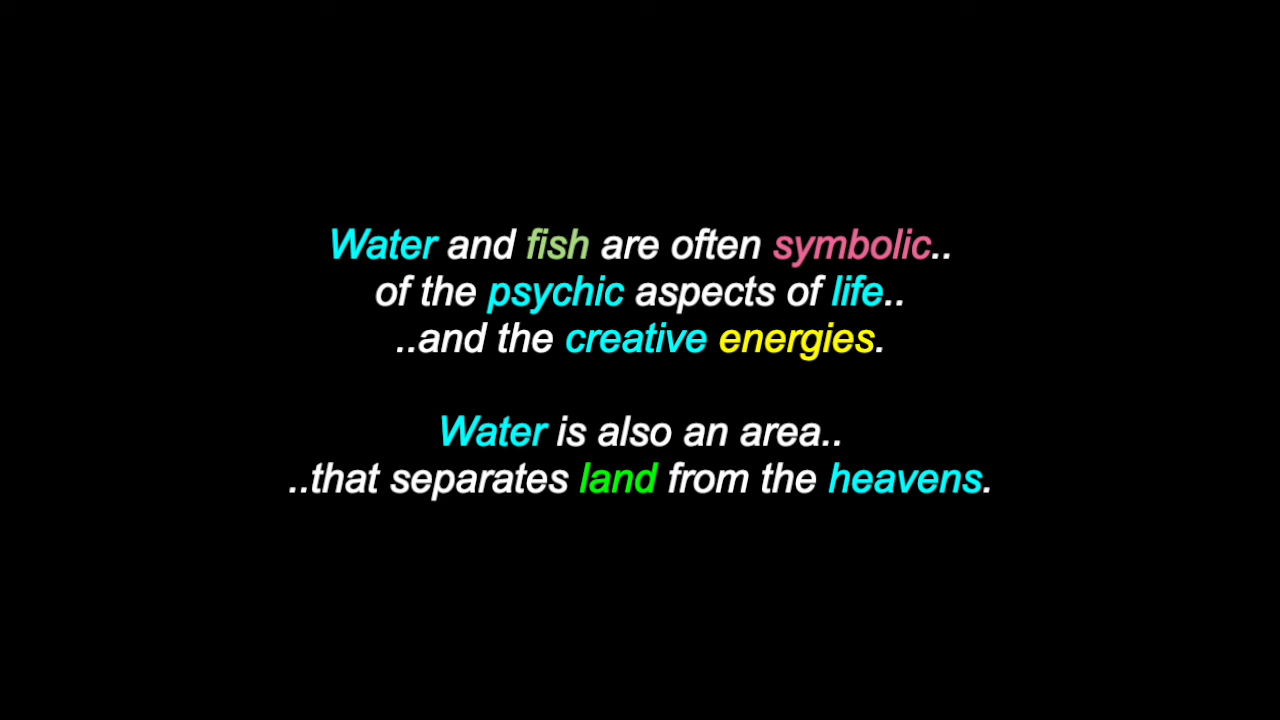 Water and fish are often symbolic..
of the psychic aspects of life..
..and the creative energies.
Water is also an area..
..that separates land from the heavens.